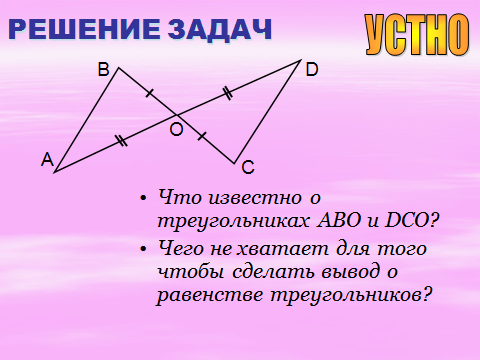 РЕШЕНИЕ ЗАДАЧ
УСТНО
B
D
O
A
C
• Что известно о
треугольниках АВО и DCO?
• Чего не хватает для того
чтобы сделать вывод о
равенстве треугольников?